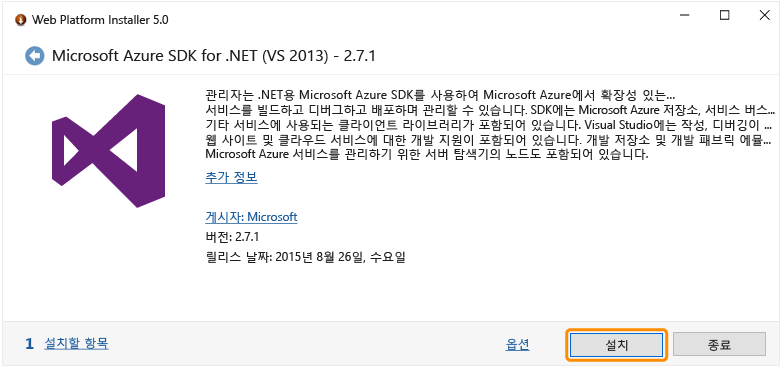 Web Platform Installer 5.0
Microsoft Azure SDK for .NET (VS 2013) - 2.7.1
관리자는 .NET용 Microsoft Azure SDK를 사용하여 Microsoft Azure에서 확장성 있는...
서비스를 빌드하고 디버그하고 배포하며 관리할 수 있습니다. SDK에는 Microsoft Azure 저장소, 서비스 버스...
기타 서비스에 사용되는 클라이언트 라이브러리가 포함되어 있습니다. Visual Studio에는 작성, 디버깅이 ...
웹 사이트 및 클라우드 서비스에 대한 개발 지원이 포함되어 있습니다. 개발 저장소 및 개발 패브릭 에뮬...
Microsoft Azure 서비스를 관리하기 위한 서버 탐색기의 노드도 포함되어 있습니다.
추가 정보
게시자: Microsoft
버전: 2.7.1
릴리스 날짜: 2015년 8월 26일, 수요일
1 설치할 항목 옵션 설치 종료